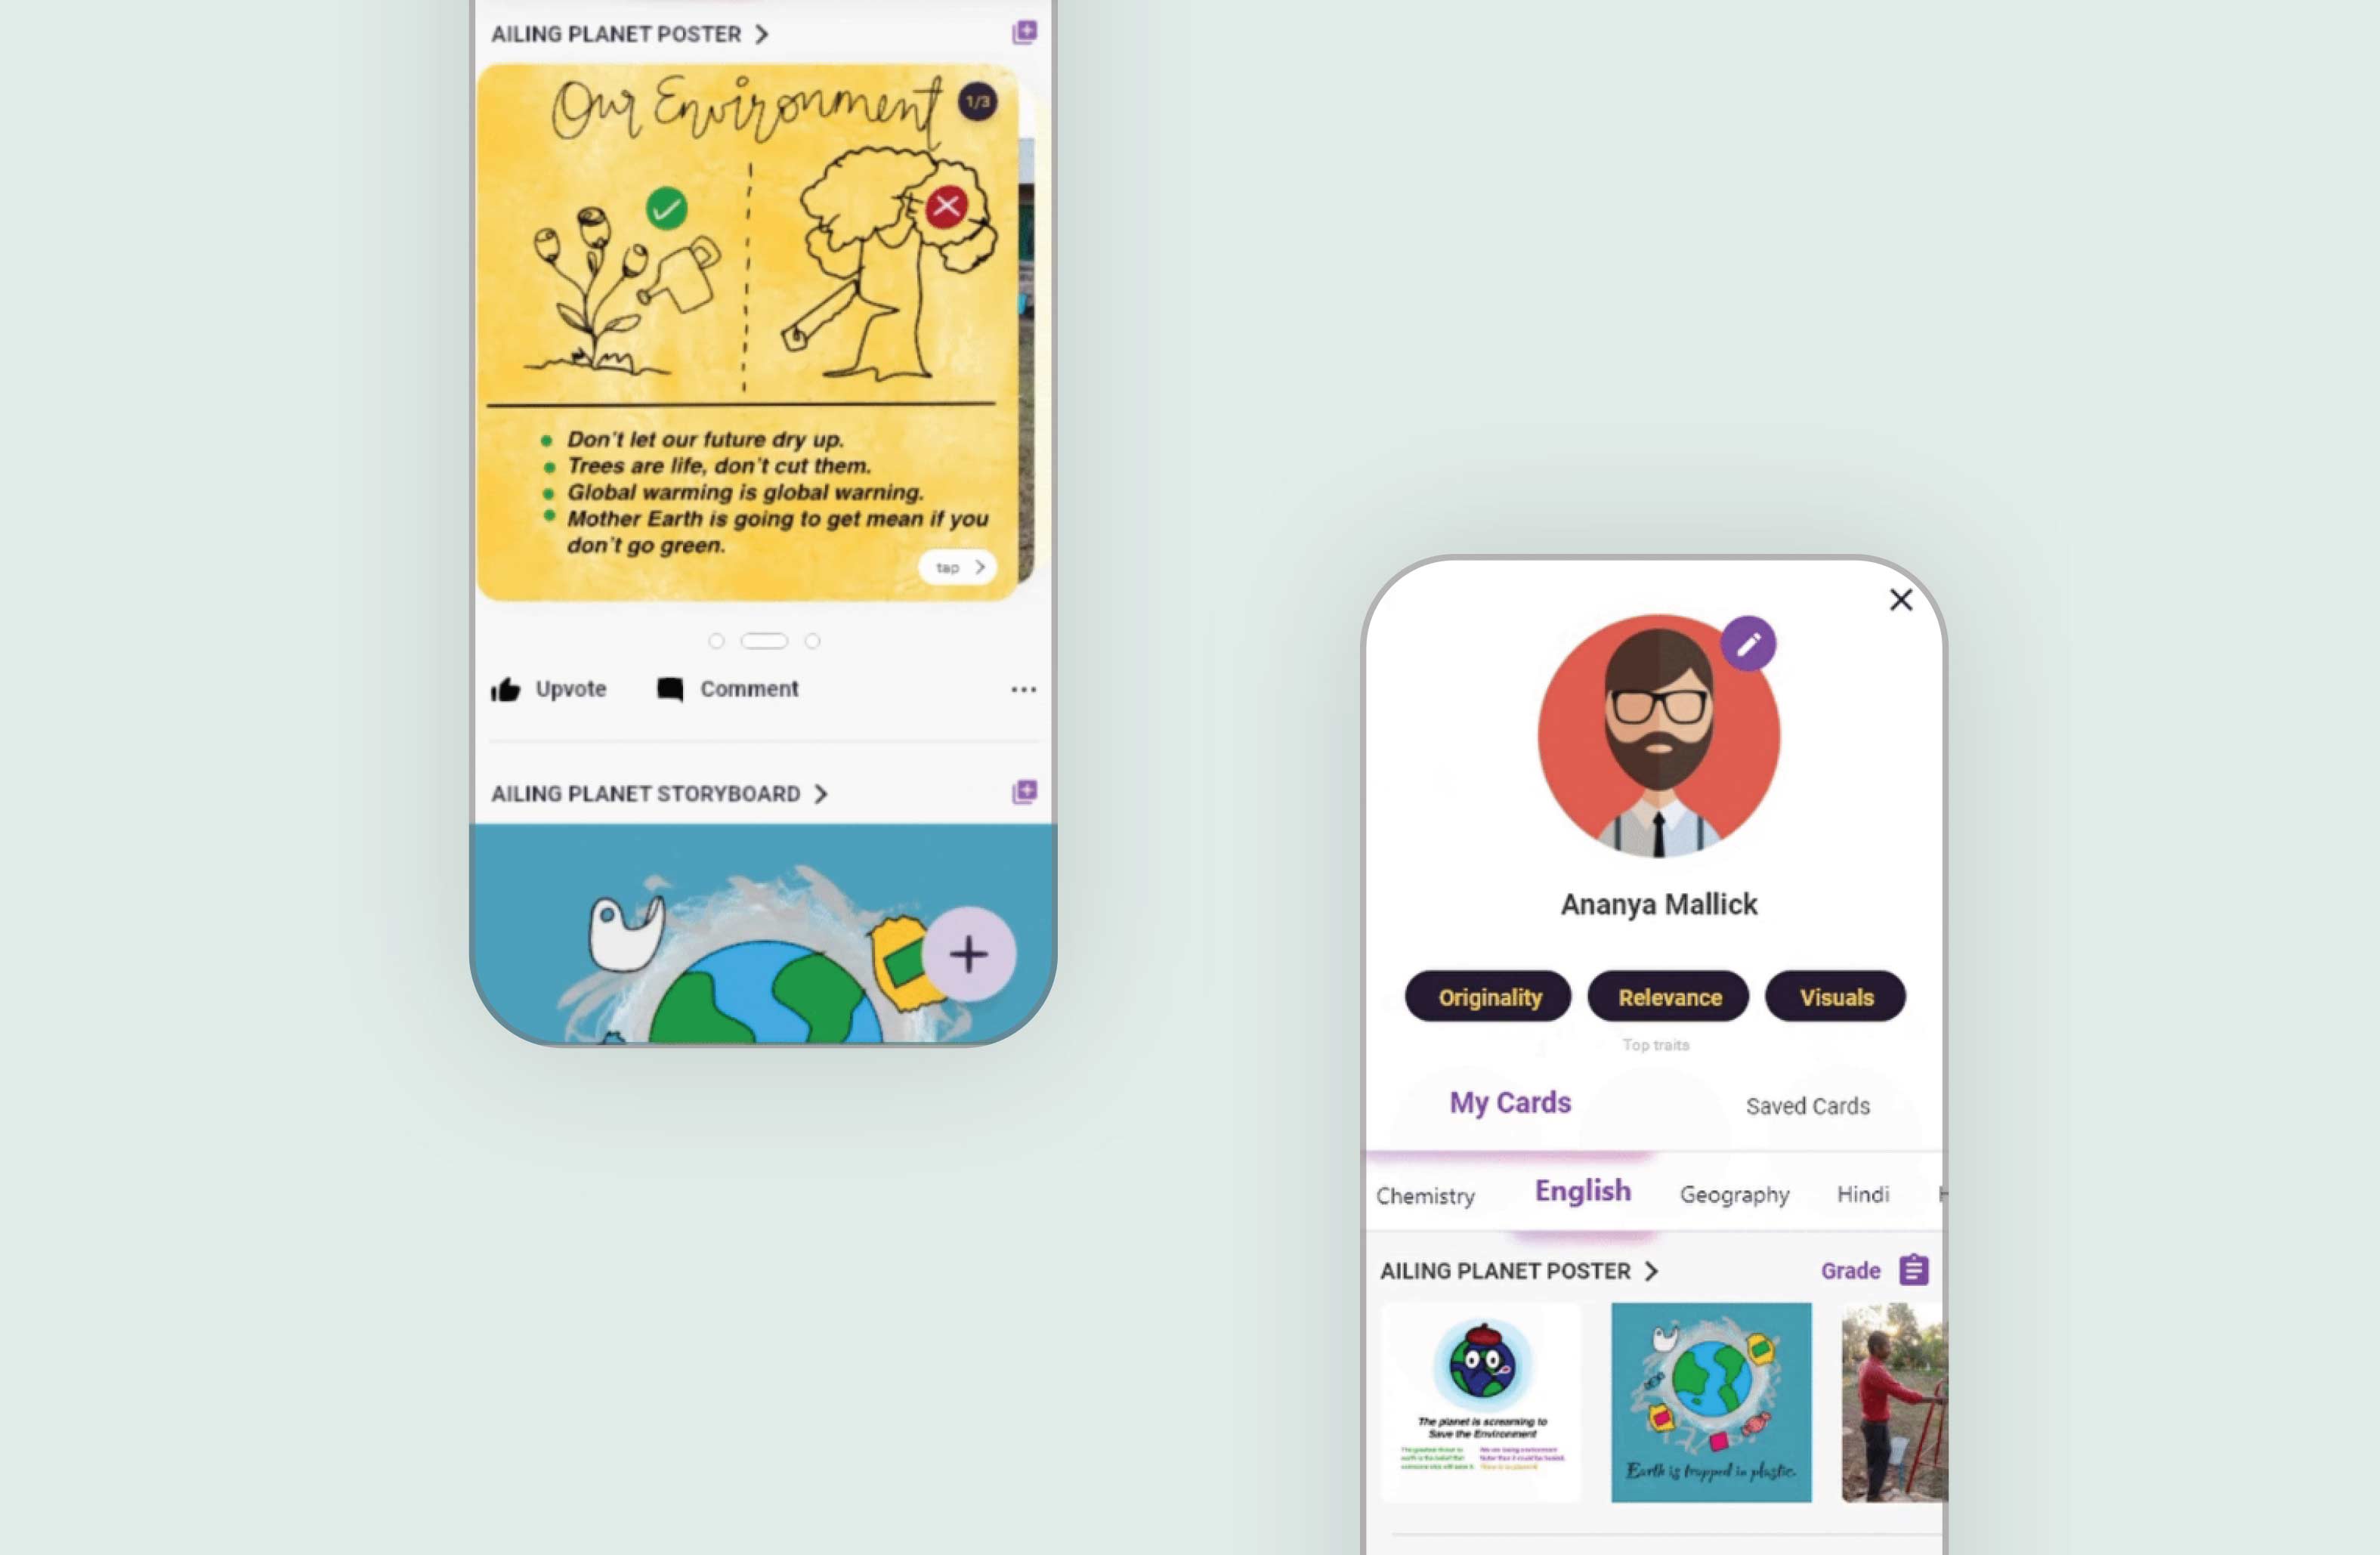 AILING PLANET POSTER
Our Environment
1/3
Don't let our future dry up.
Trees are life, don't cut them.
Global warming is global warning.
Mother Earth is going to get mean if you
don't go green.
tap
Upvote
Comment
AILING PLANET STORYBOARD
Ananya Mallick
Originality
Relevance
Visuals
Top traits
My Cards
Saved Cards
Chemistry
English
Geography
Hindi
AILING PLANET POSTER
Grade
The planet is screaming to
Save the Environment
Earth is trapped in plastic.